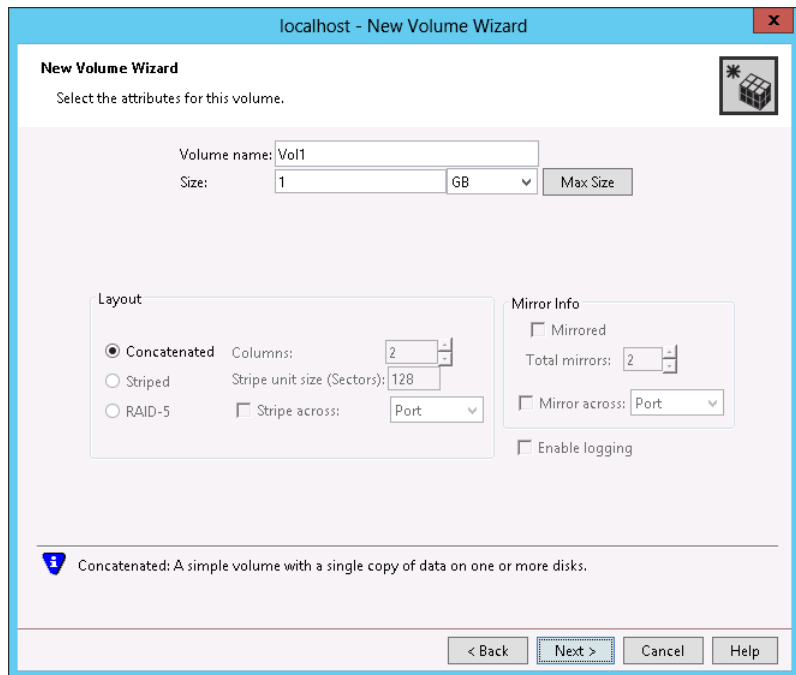 localhost - New Volume Wizard
x
New Volume Wizard
Select the attributes for this volume.
Volume name: Vol1
Size: 1 GB Max Size
Layout
Concatenated Columns: 2
Striped Stripe unit size (Sectors): 128
RAID-5 Stripe across: Port
Mirror Info
Mirrored
Total mirrors: 2
Mirror across: Port
Enable logging
i Concatenated: A simple volume with a single copy of data on one or more disks.
< Back Next > Cancel Help